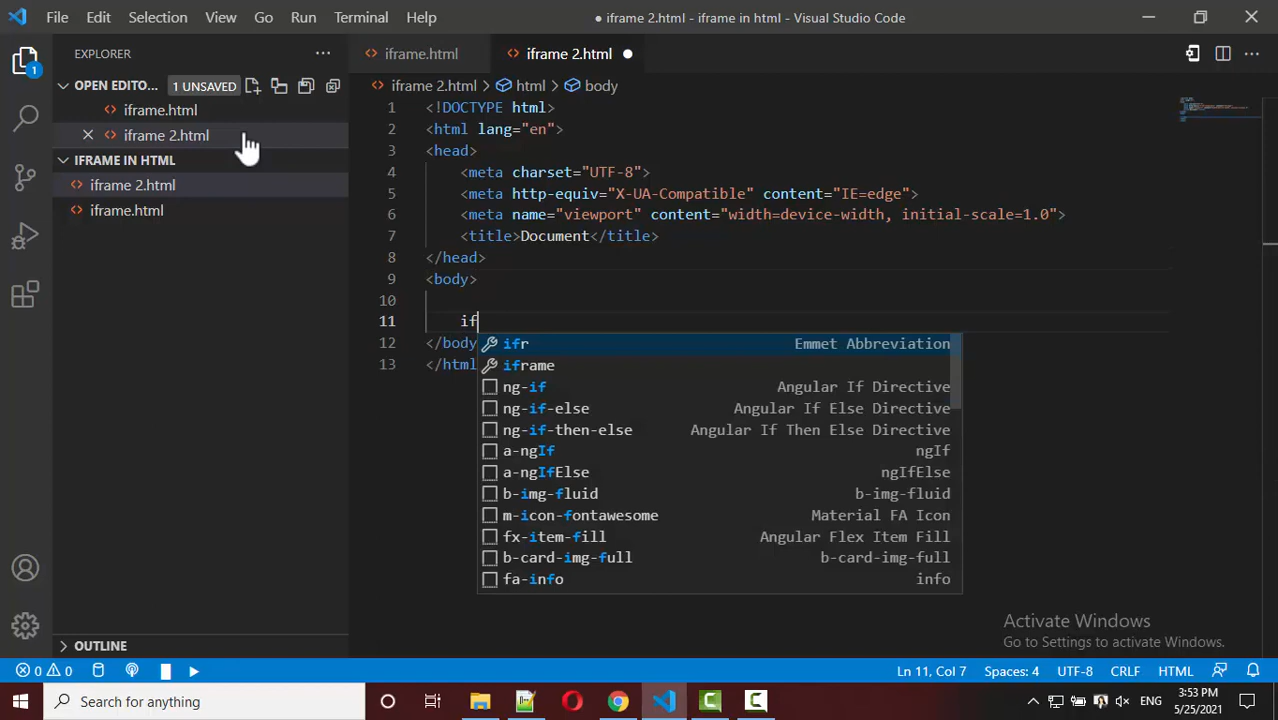 File Edit Selection View Go Run Terminal Help ● iframe 2.html - iframe in html - Visual Studio Code
EXPLORER
OPEN EDITO... 1 UNSAVED
iframe.html
iframe 2.html
IFRAME IN HTML
iframe 2.html
iframe.html
OUTLINE
1
iframe.html iframe 2.html
iframe 2.html > html > body
1 <!DOCTYPE html>
2 <html lang="en">
3 <head>
4 <meta charset="UTF-8">
5 <meta http-equiv="X-UA-Compatible" content="IE=edge">
6 <meta name="viewport" content="width=device-width, initial-scale=1.0">
7 <title>Document</title>
8 </head>
9 <body>
10
11 if
12 </body
13 </html
ifr Emmet Abbreviation
iframe
ng-if Angular If Directive
ng-if-else Angular If Else Directive
ng-if-then-else Angular If Then Else Directive
a-ngIf ngIf
a-ngIfElse ngIfElse
b-img-fluid b-img-fluid
m-icon-fontawesome Material FA Icon
fx-item-fill Angular Flex Item Fill
b-card-img-full b-card-img-full
fa-info info
Activate Windows
Go to Settings to activate Windows.
0 0 Ln 11, Col 7 Spaces: 4 UTF-8 CRLF HTML
Search for anything ENG 3:53 PM
5/25/2021